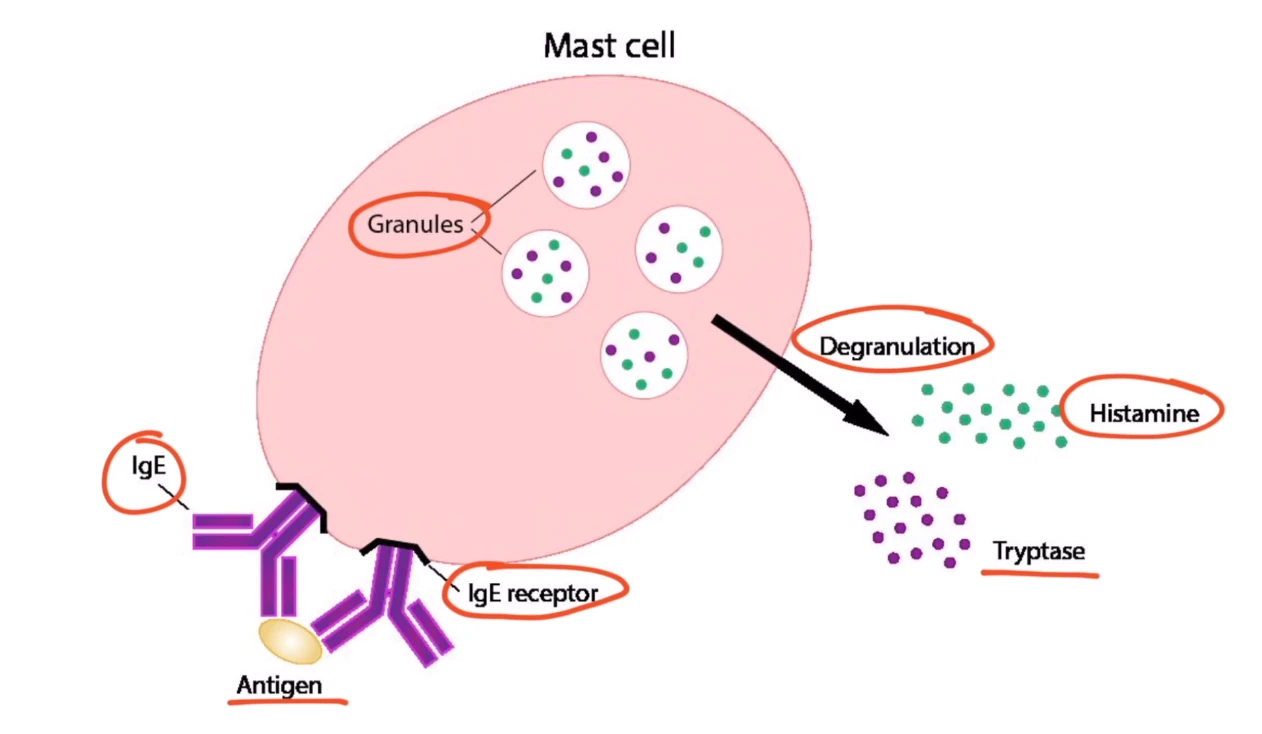 Mast cell
Granules
Degranulation
Histamine
IgE
Tryptase
IgE receptor
Antigen